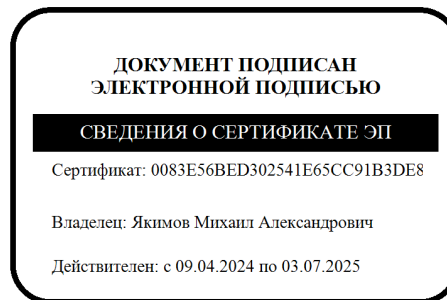 ДОКУМЕНТ ПОДПИСАН
ЭЛЕКТРОННОЙ ПОДПИСЬЮ
СВЕДЕНИЯ О СЕРТИФИКАТЕ ЭП
Сертификат: 0083E56BED302541E65CC91B3DE8
Владелец: Якимов Михаил Александрович
Действителен: с 09.04.2024 по 03.07.2025